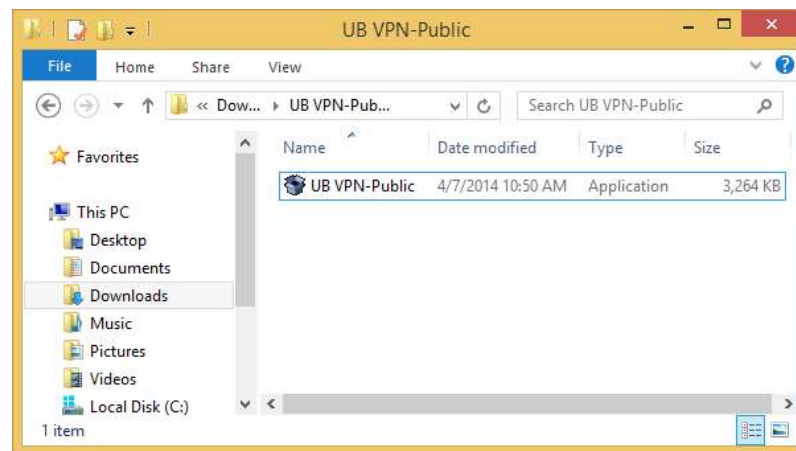 UB VPN-Public
File Home Share View
« Dow... UB VPN-Pub... Search UB VPN-Public
Favorites
This PC
Desktop
Documents
Downloads
Music
Pictures
Videos
Local Disk (C:)
Name Date modified Type Size
UB VPN-Public 4/7/2014 10:50 AM Application 3,264 KB
1 item